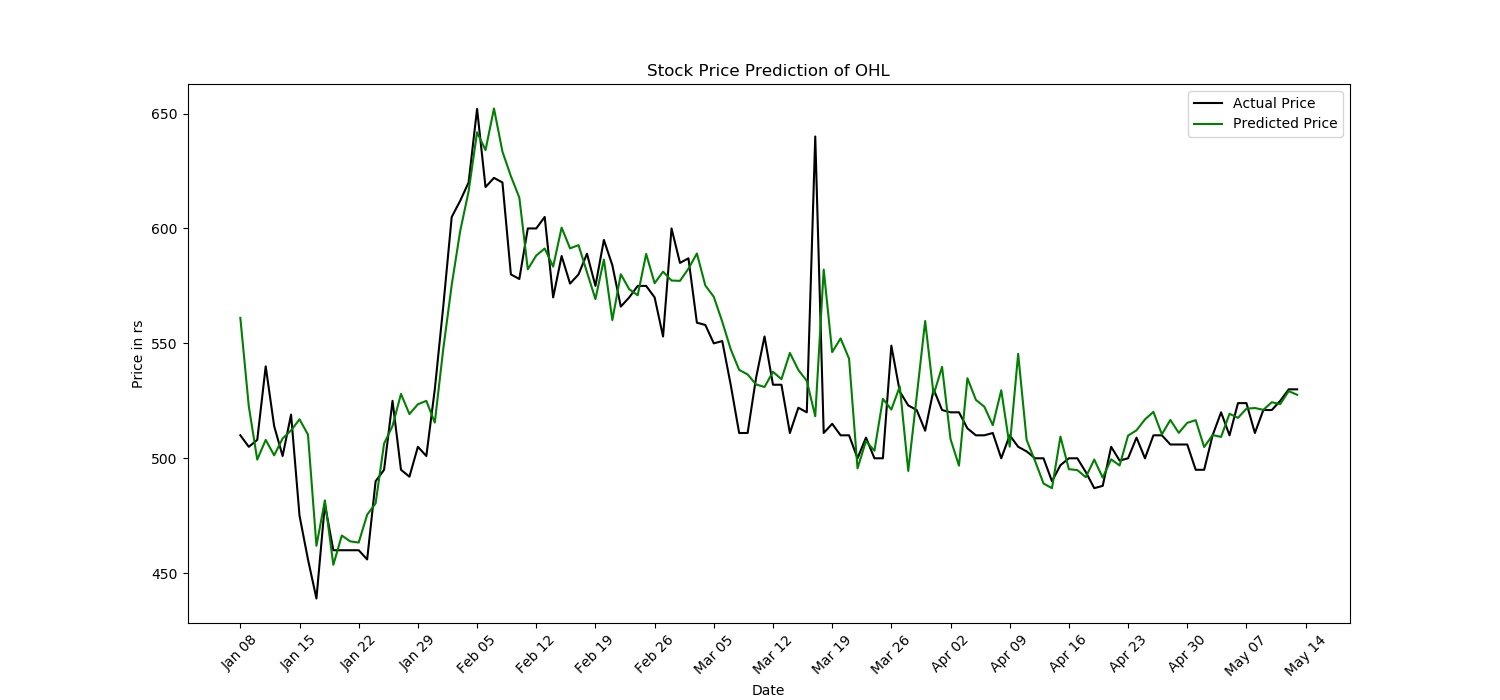 Stock Price Prediction of OHL
Actual Price
Predicted Price
Price in rs
650
600
550
500
450
Jan 08
Jan 15
Jan 22
Jan 29
Feb 05
Feb 12
Feb 19
Feb 26
Mar 05
Mar 12
Mar 19
Mar 26
Apr 02
Apr 09
Apr 16
Apr 23
Apr 30
May 07
May 14
Date